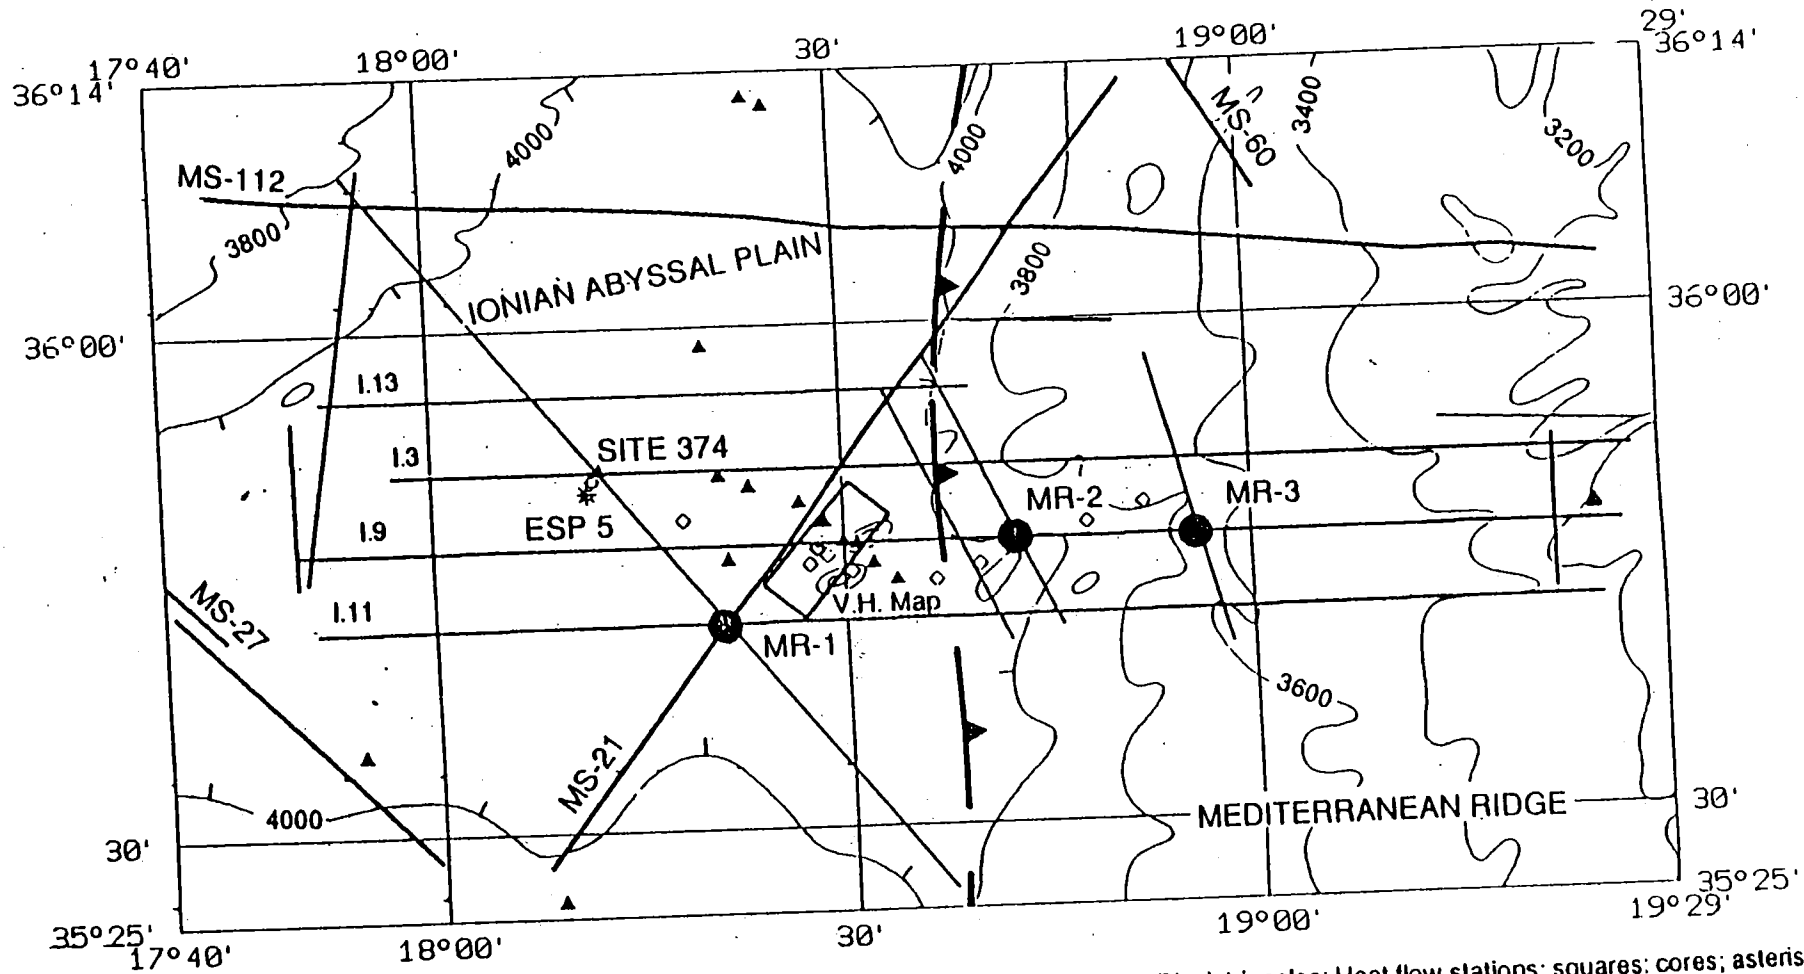 29'
19°00'
30'
36°14'
18°00'
17°40'
36°14'
3400
MS-60
3200
4000
4000
MS-112
3800
IONIAN ABYSSAL PLAIN
3800
36°00'
36°00'
I.13
SITE 374
I.3
MR-2
MR-3
ESP 5
I.9
V.H. Map
MS-27
I.11
MR-1
3600
MS-21
30'
MEDITERRANEAN RIDGE
4000
30'
35°25'
19°29'
19°00'
30'
35°25'
18°00'
17°40'
Heat flow stations; squares: cores; asteris